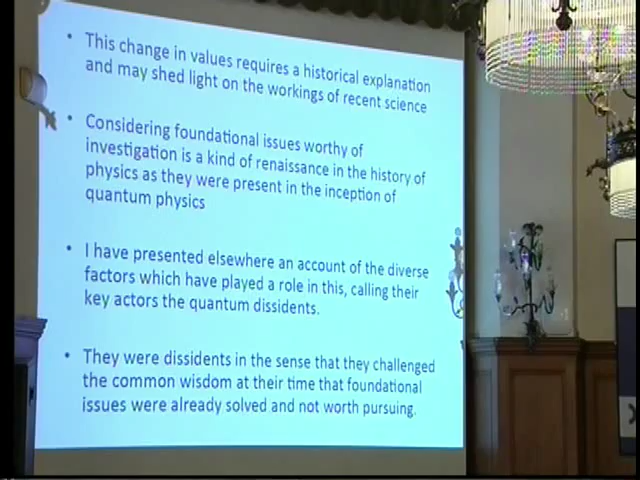 • This change in values requires a historical explanation
and may shed light on the workings of recent science
• Considering foundational issues worthy of
investigation is a kind of renaissance in the history of
physics as they were present in the inception of
quantum physics
• I have presented elsewhere an account of the diverse
factors which have played a role in this, calling their
key actors the quantum dissidents.
• They were dissidents in the sense that they challenged
the common wisdom at their time that foundational
issues were already solved and not worth pursuing.